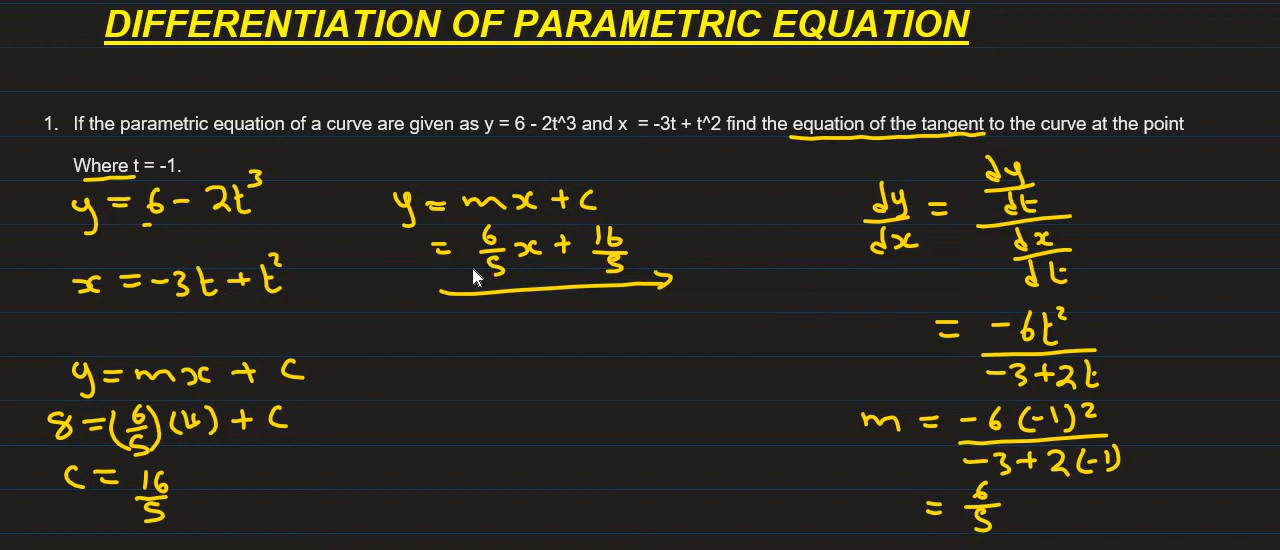 DIFFERENTIATION OF PARAMETRIC EQUATION
1. If the parametric equation of a curve are given as y = 6 - 2t^3 and x = -3t + t^2 find the equation of the tangent to the curve at the point
Where t = -1.
y = 6 - 2t³
x = -3t + t²
y = mx + c
8 = (6/5)(4) + c
c = 16/5
y = mx + c
= 6/5 x + 16/5
dy/dx = (dy/dt)/(dx/dt)
= -6t²/(-3+2t)
m = -6(-1)²/(-3+2(-1))
= 6/5